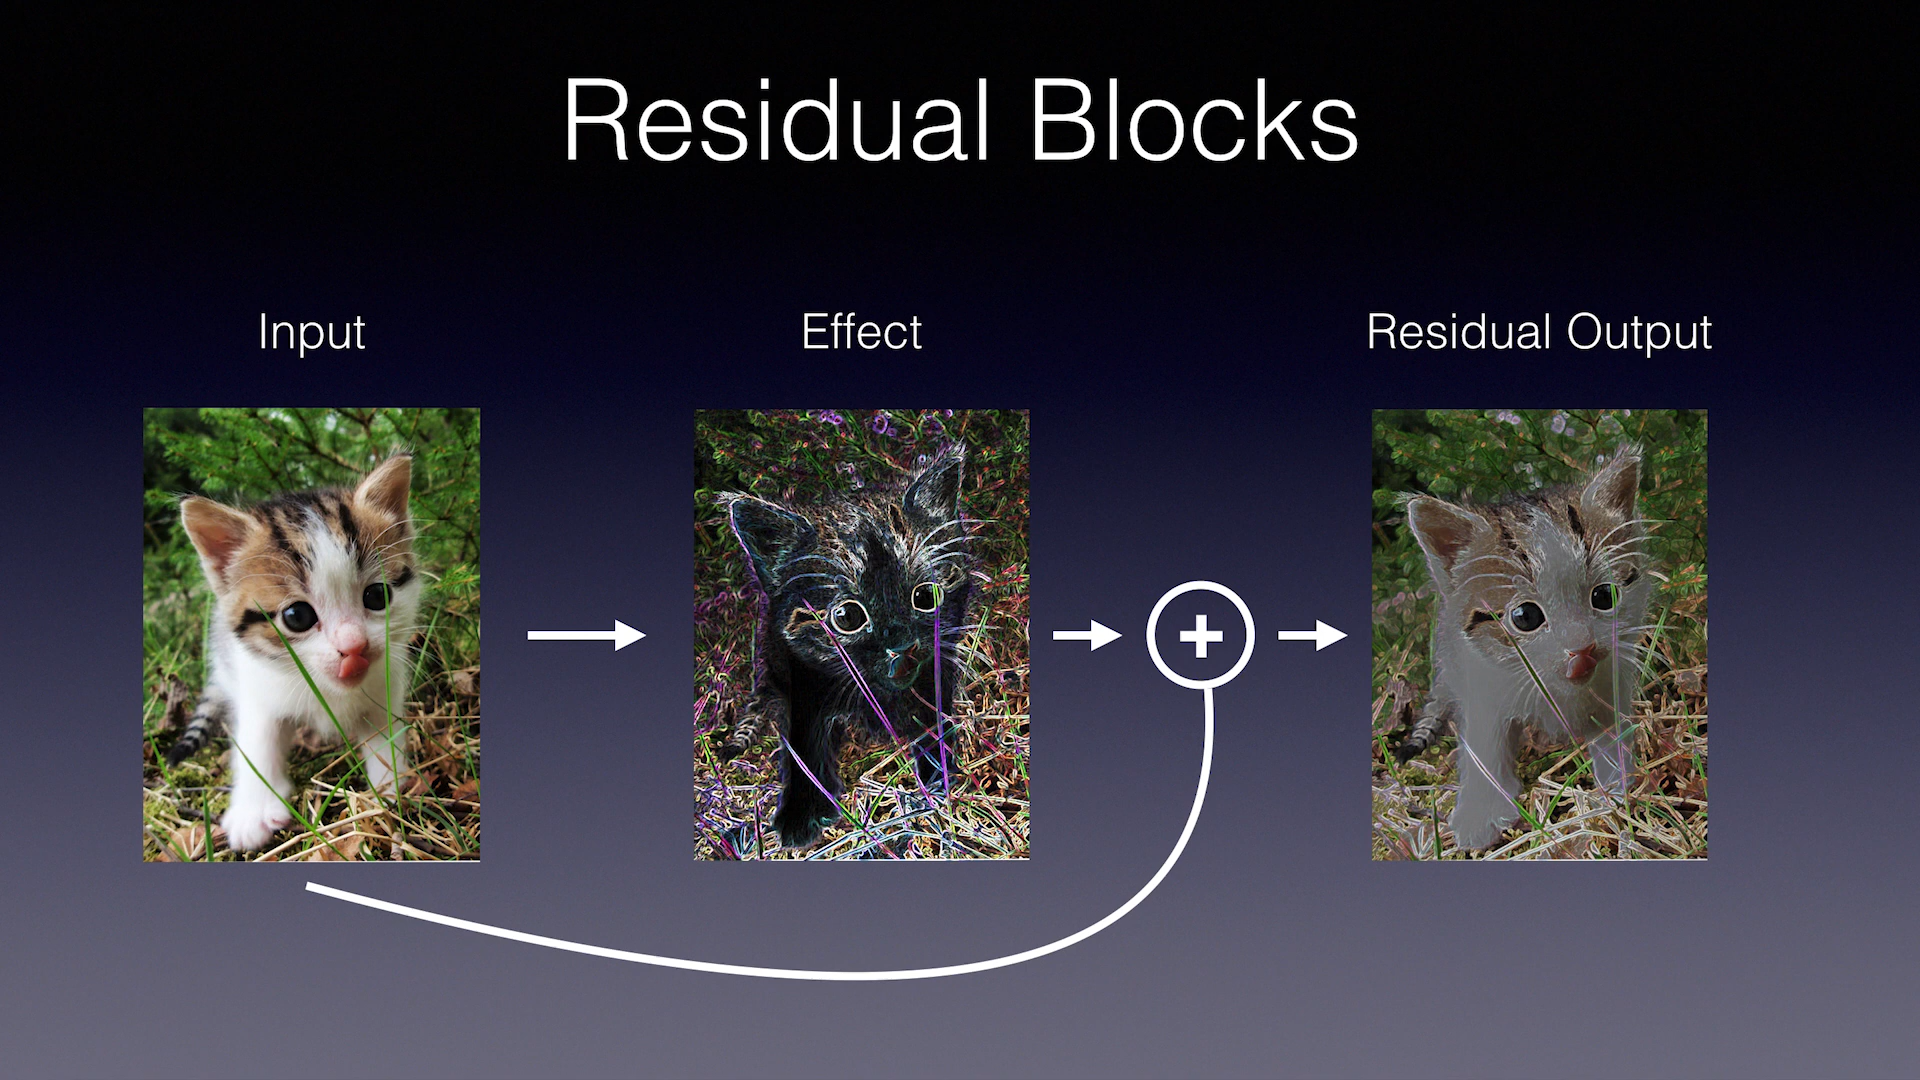 Residual Blocks
Input
Effect
Residual Output
+